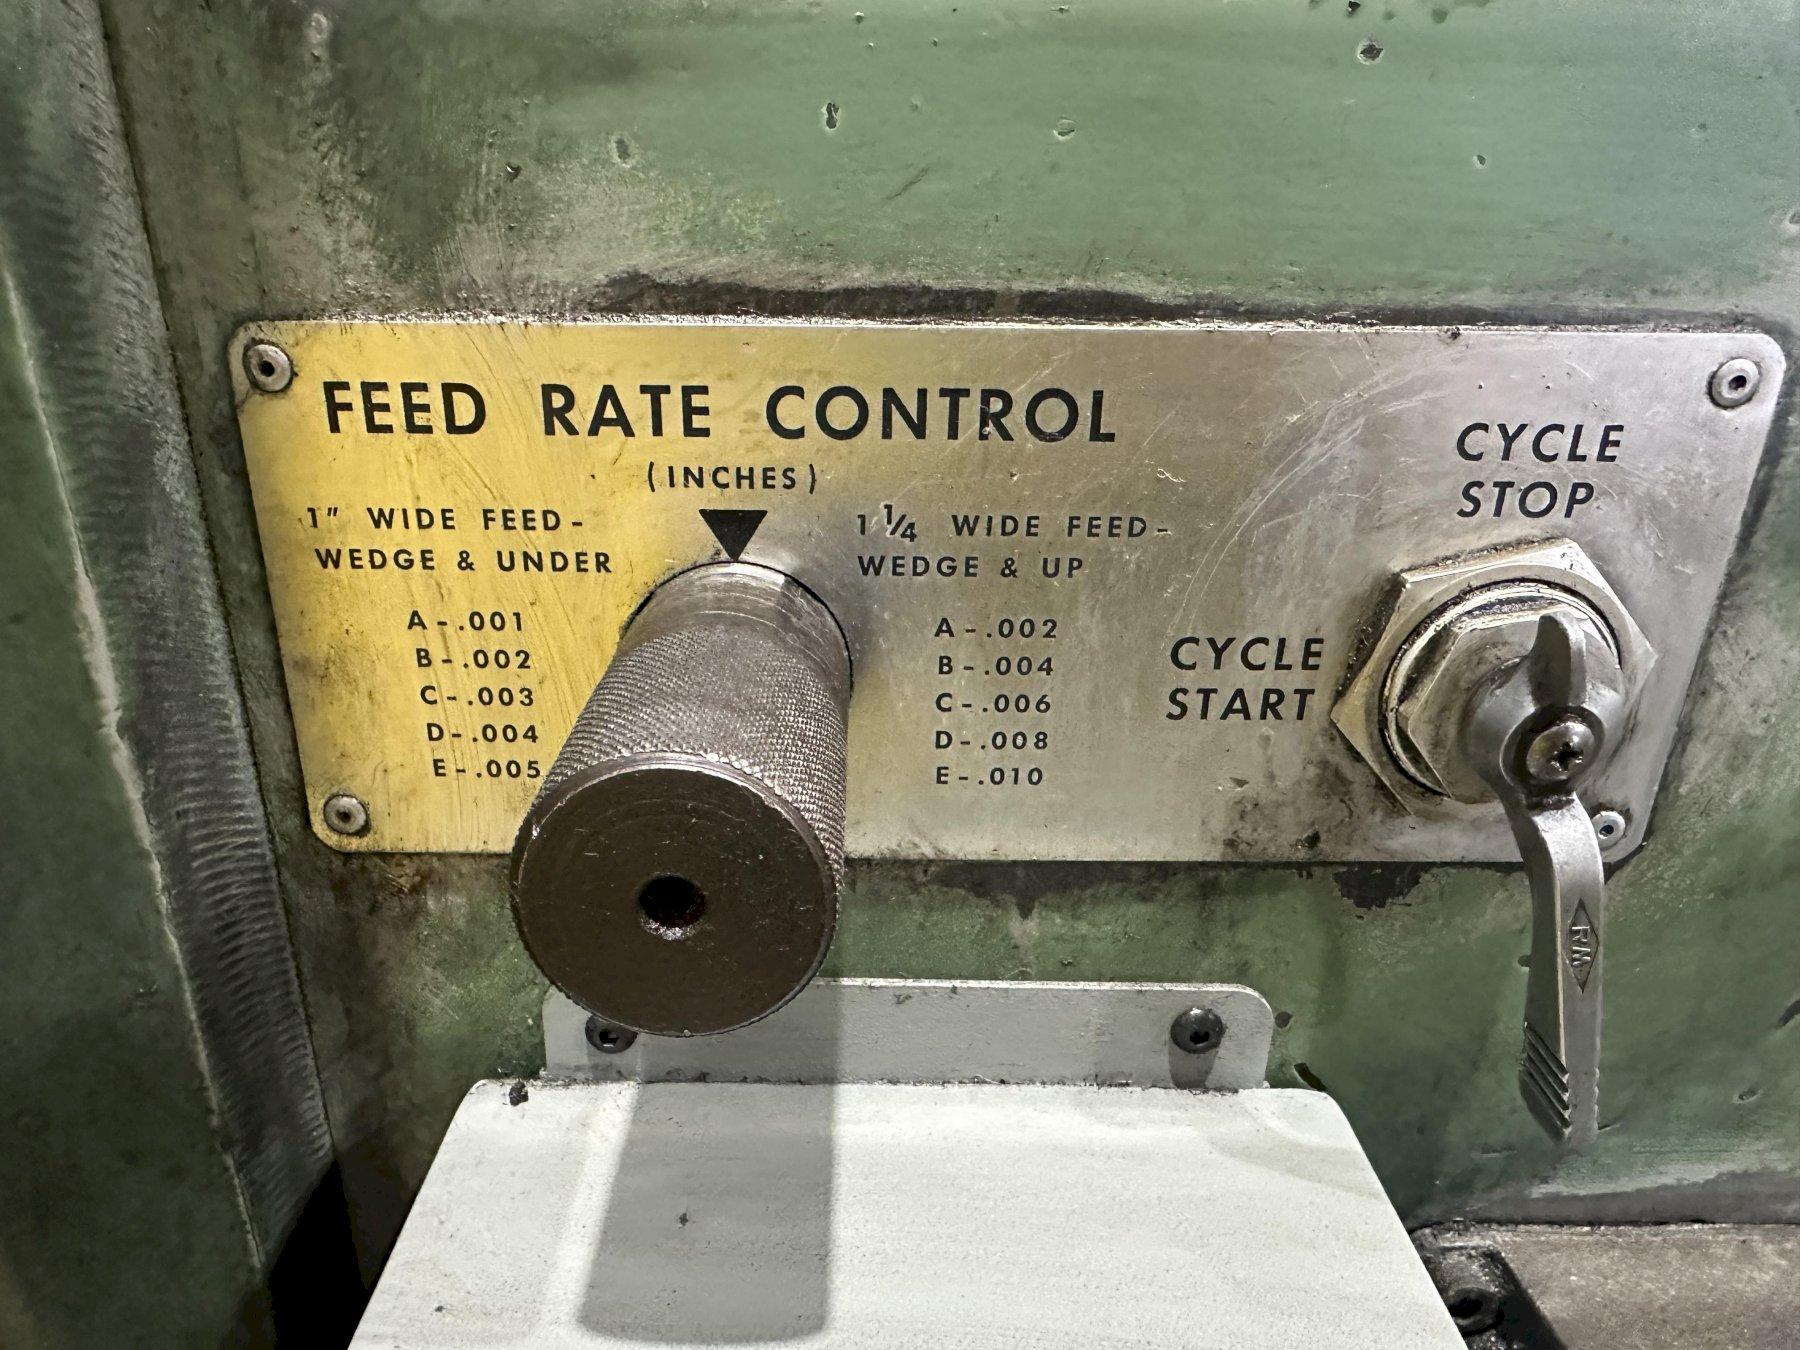 FEED RATE CONTROL
(INCHES)
1" WIDE FEED-
WEDGE & UNDER
A-.001
B-.002
C-.003
D-.004
E-.005
1 1/4 WIDE FEED-
WEDGE & UP
A-.002
B-.004
C-.006
D-.008
E-.010
CYCLE
STOP
CYCLE
START
RM